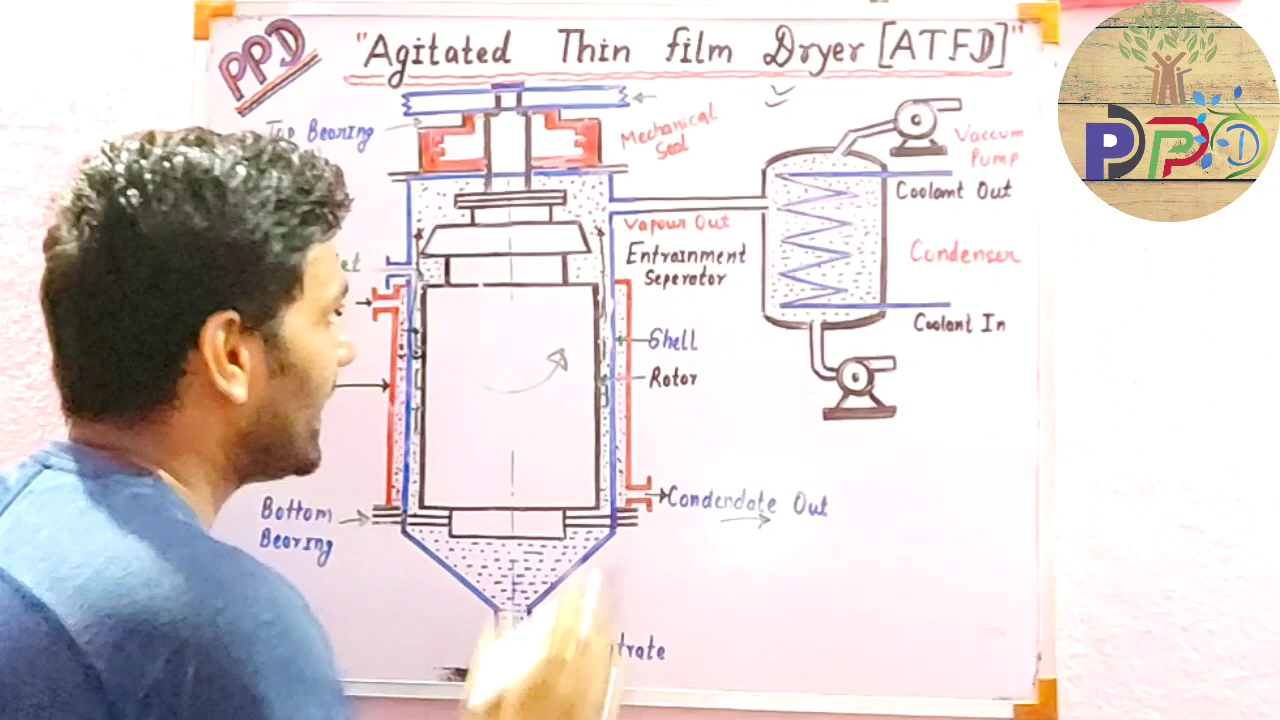 PPD
"Agitated Thin film Dryer [ATFD]"
Top Bearing
Mechanical
Seal
Vaccum
Pump
Coolant Out
Vapour Out
Entrainment
Seperator
Condenser
Coolant In
Shell
Rotor
Condendate Out
Bottom
Bearing
PPD